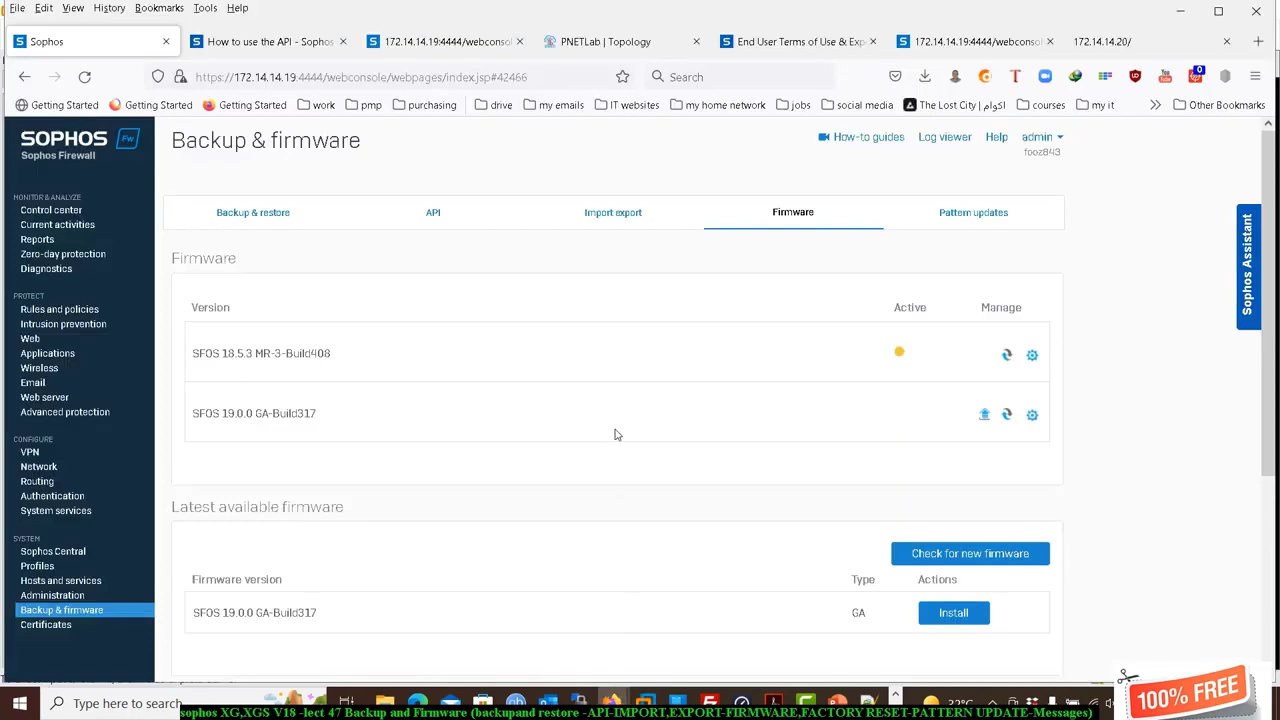 File Edit View History Bookmarks Tools Help
Sophos
How to use the API - Sophos
172.14.14.19:4444/webconsol
PNETLab | Topology
End User Terms of Use & Exp
172.14.14.19:4444/webconsol
172.14.14.20/
https://172.14.14.19:4444/webconsole/webpages/index.jsp#42466
Search
0
Getting Started Getting Started Getting Started work pmp purchasing drive my emails IT websites my home network jobs social media The Lost City | اكوام courses my it Other Bookmarks
SOPHOS Fw
Sophos Firewall
MONITOR & ANALYZE
Control center
Current activities
Reports
Zero-day protection
Diagnostics
PROTECT
Rules and policies
Intrusion prevention
Web
Applications
Wireless
Email
Web server
Advanced protection
CONFIGURE
VPN
Network
Routing
Authentication
System services
SYSTEM
Sophos Central
Profiles
Hosts and services
Administration
Backup & firmware
Certificates
Backup & firmware
How-to guides Log viewer Help admin
fooz843
Backup & restore API Import export Firmware Pattern updates
Firmware
Version Active Manage
SFOS 18.5.3 MR-3-Build408
SFOS 19.0.0 GA-Build317
Latest available firmware
Check for new firmware
Firmware version Type Actions
SFOS 19.0.0 GA-Build317 GA Install
Sophos Assistant
Type here to search
100% FREE
sophos XG,XGS V18 -lect 47 Backup and Firmware (backupand restore -API-IMPORT,EXPORT-FIRMWARE,FACTORY RESET-PATTERN UPDATE-Messages)